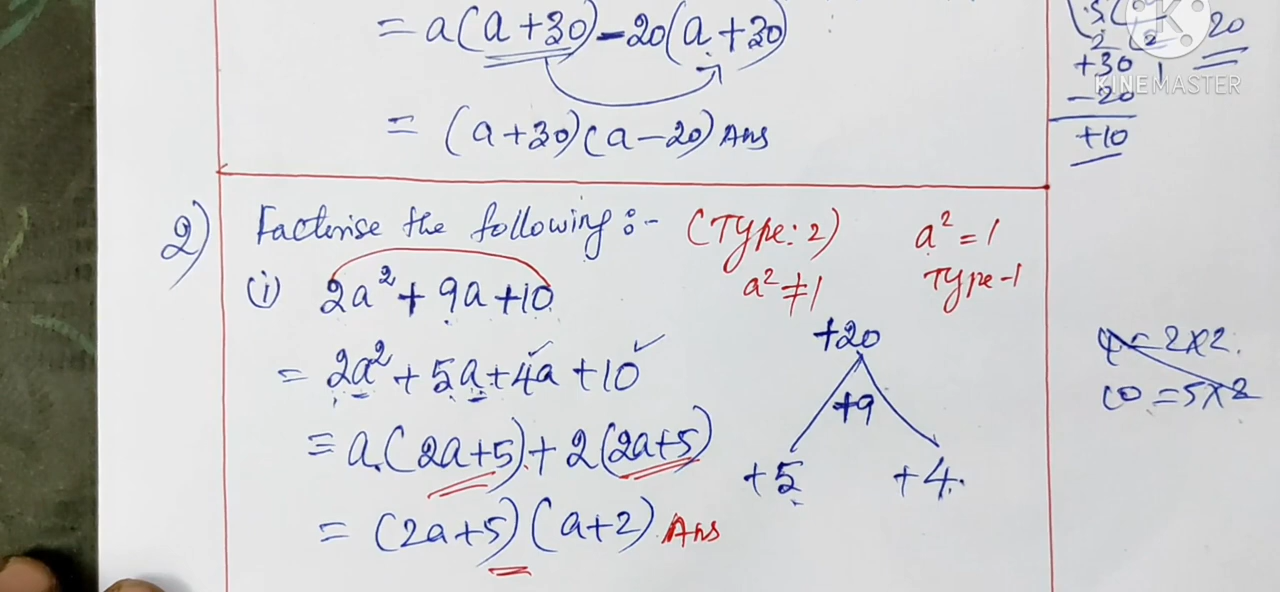 = a(a+30)-20(a+30)
= (a+30)(a-20) Ans
20
+30
-20
+10
K
KINEMASTER
2) Factorise the following :- (Type: 2) a² = 1
a² ≠ 1 Type-1
(i) 2a² + 9a + 10
= 2a² + 5a + 4a + 10
= a(2a+5) + 2(2a+5)
= (2a+5) (a+2) Ans
+20
+9
+5 +4
4 = 2×2
10 = 5×2